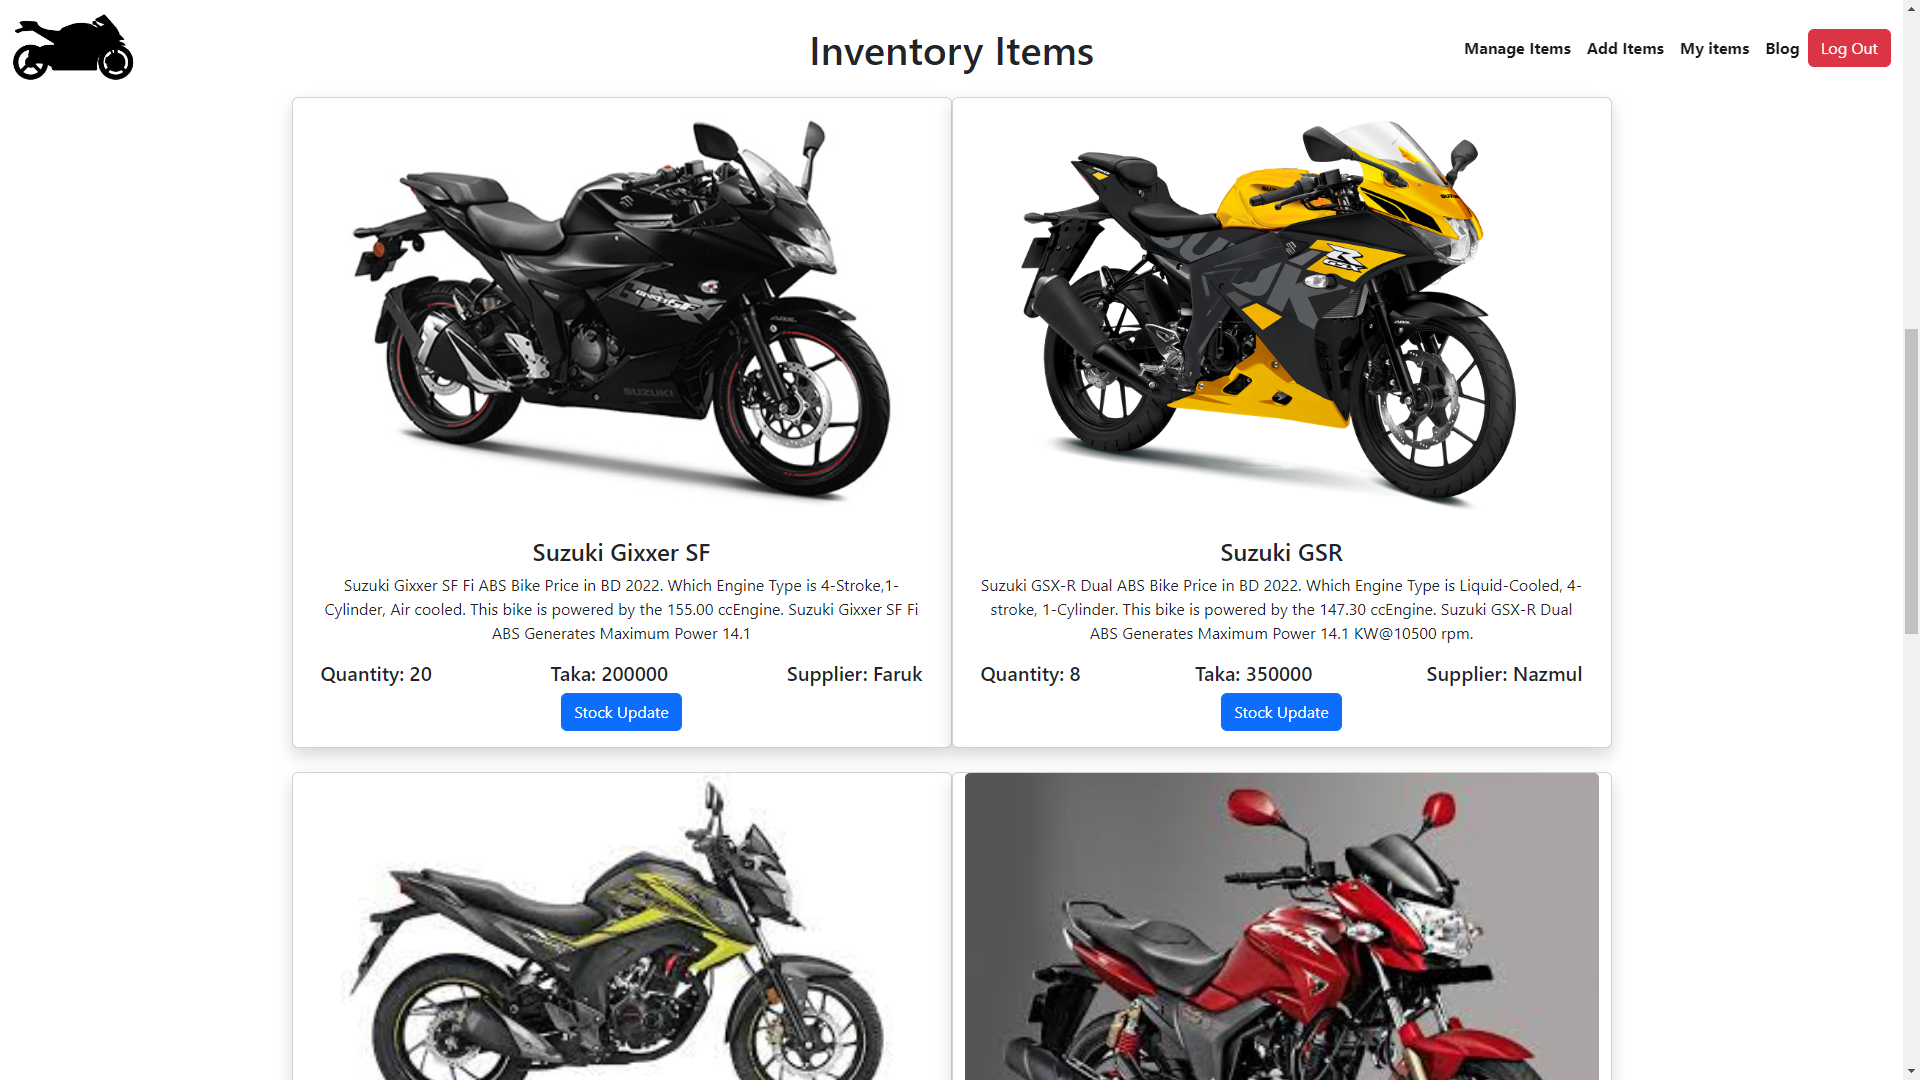 Inventory Items
Manage Items
Add Items
My items
Blog
Log Out
SUZUKI
SUZUKI
R
GSX
ABS
Suzuki Gixxer SF
Suzuki Gixxer SF Fi ABS Bike Price in BD 2022. Which Engine Type is 4-Stroke,1-
Cylinder, Air cooled. This bike is powered by the 155.00 ccEngine. Suzuki Gixxer SF Fi
ABS Generates Maximum Power 14.1
Quantity: 20
Taka: 200000
Supplier: Faruk
Stock Update
Suzuki GSR
Suzuki GSX-R Dual ABS Bike Price in BD 2022. Which Engine Type is Liquid-Cooled, 4-
stroke, 1-Cylinder. This bike is powered by the 147.30 ccEngine. Suzuki GSX-R Dual
ABS Generates Maximum Power 14.1 KW@10500 rpm.
Quantity: 8
Taka: 350000
Supplier: Nazmul
Stock Update